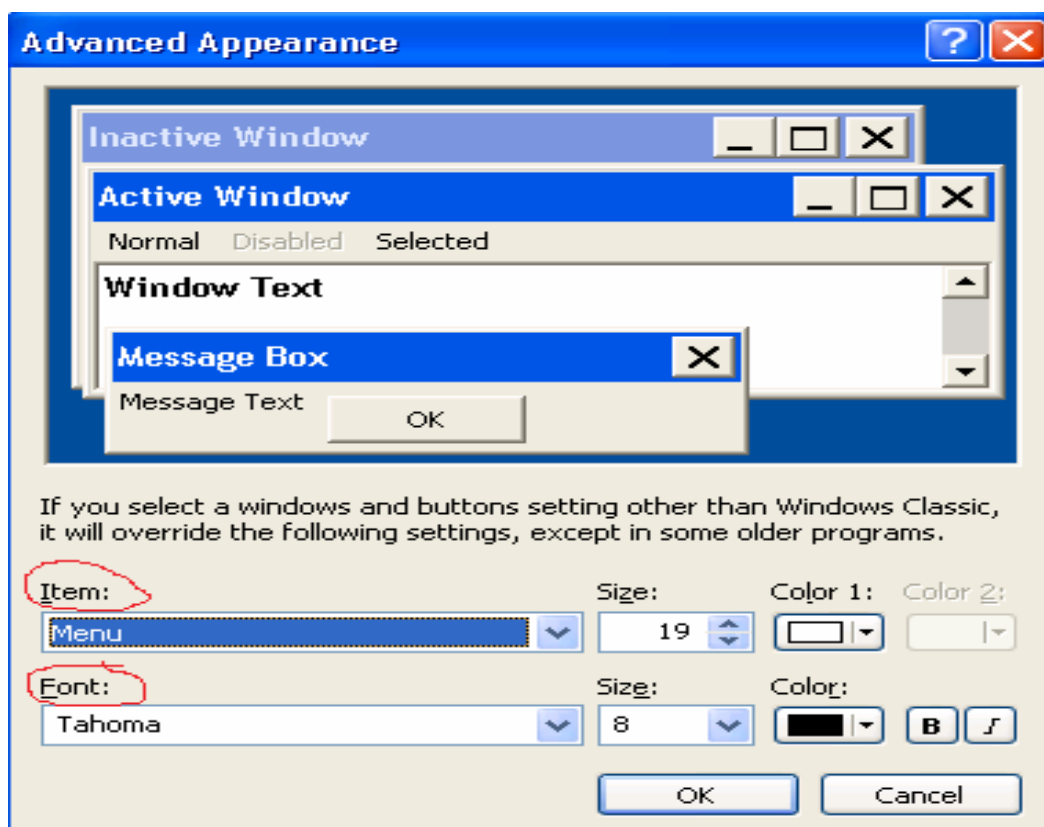 Advanced Appearance
?
Inactive Window
Active Window
Normal Disabled Selected
Window Text
Message Box
Message Text
OK
If you select a windows and buttons setting other than Windows Classic,
it will override the following settings, except in some older programs.
Item: Size: Color 1: Color 2:
Menu 19
Font: Size: Color:
Tahoma 8 B I
OK Cancel